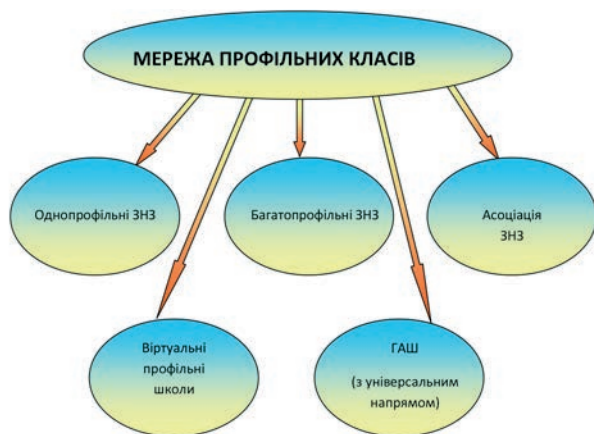 МЕРЕЖА ПРОФІЛЬНИХ КЛАСІВ
Однопрофільні ЗНЗ
Багатопрофільні ЗНЗ
Асоціація
ЗНЗ
Віртуальні
профільні
школи
ГАШ
(з універсальним
напрямом)